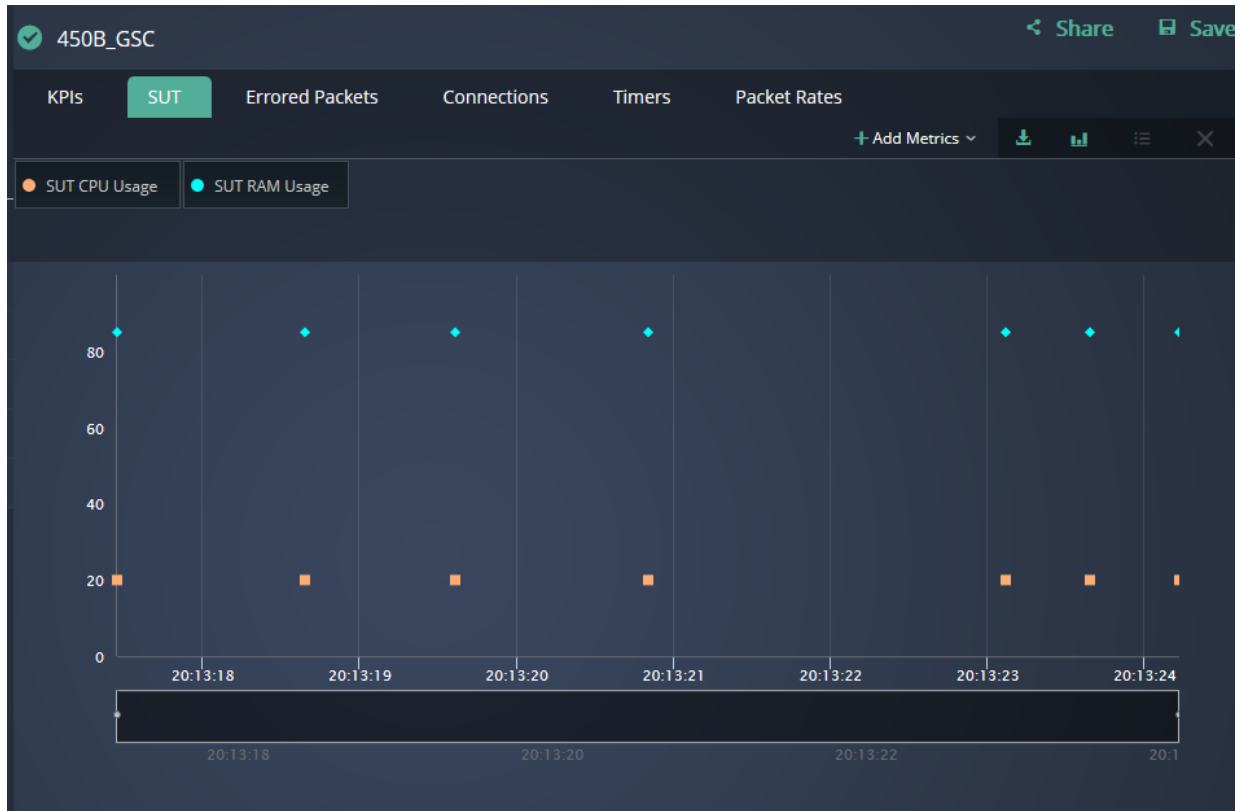 450B_GSC
Share Save
KPIs SUT Errored Packets Connections Timers Packet Rates
+ Add Metrics
SUT CPU Usage SUT RAM Usage
80
60
40
20
0
20:13:18 20:13:19 20:13:20 20:13:21 20:13:22 20:13:23 20:13:24
20:13:18 20:13:20 20:13:22 20:1